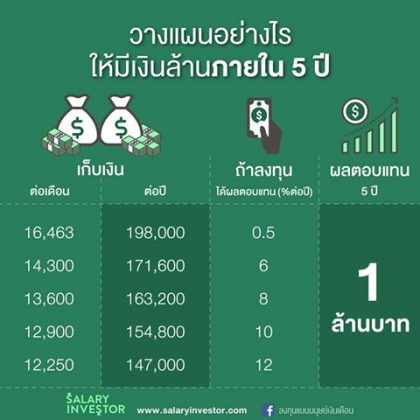 วางแผนอย่างไร
ให้มีเงินล้านภายใน 5 ปี
$ $ $ $
เก็บเงิน ถ้าลงทุน ผลตอบแทน
ต่อเดือน ต่อปี ได้ผลตอบแทน (%ต่อปี) 5 ปี
16,463 198,000 0.5
14,300 171,600 6
13,600 163,200 8
12,900 154,800 10
12,250 147,000 12
1
ล้านบาท
SALARY
INVESTOR
www.salaryinvestor.com
f ลงทุนแบบมนุษย์เงินเดือน